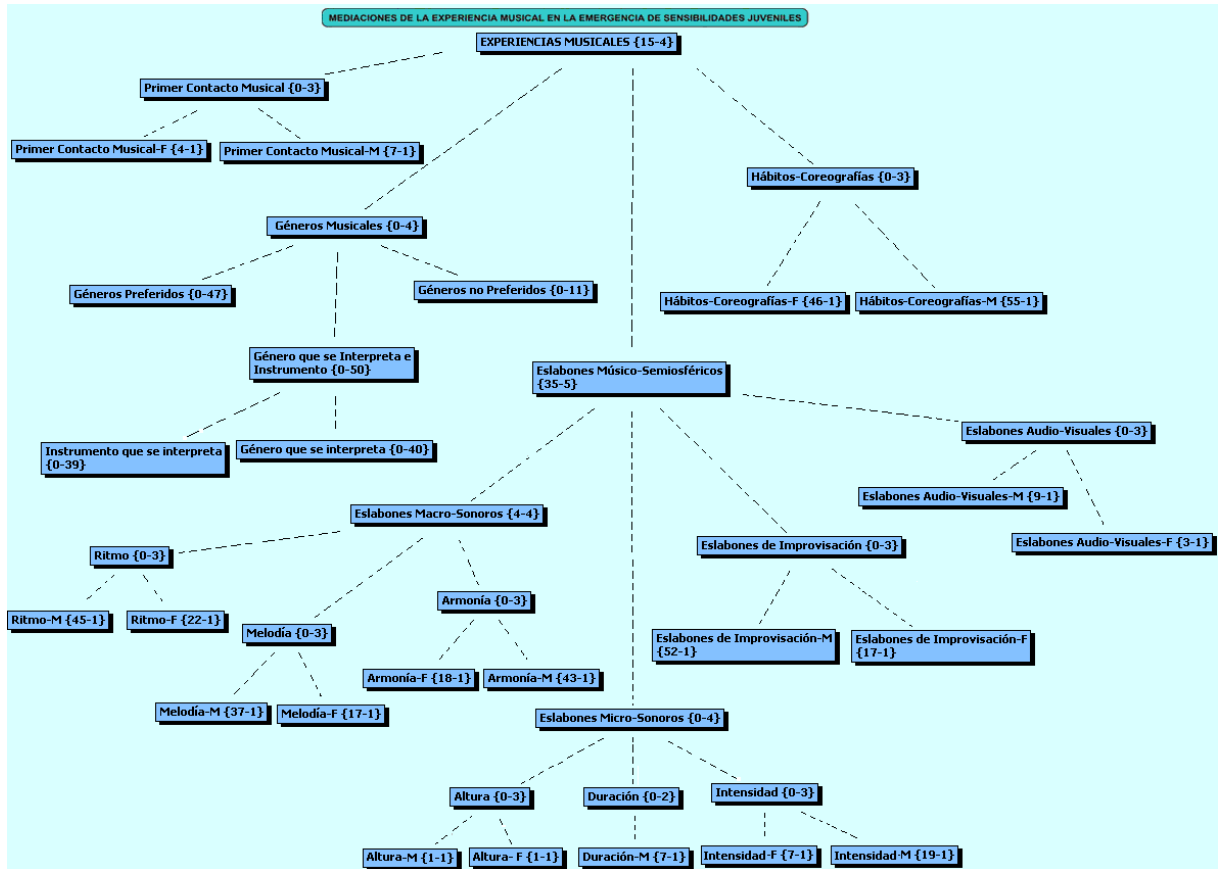 MEDIACIONES DE LA EXPERIENCIA MUSICAL EN LA EMERGENCIA DE SENSIBILIDADES JUVENILES
EXPERIENCIAS MUSICALES {15-4}
Primer Contacto Musical {0-3}
Primer Contacto Musical-F {4-1}
Primer Contacto Musical-M {7-1}
Hábitos-Coreografías {0-3}
Géneros Musicales {0-4}
Géneros Preferidos {0-47}
Géneros no Preferidos {0-11}
Hábitos-Coreografías-F {46-1}
Hábitos-Coreografías-M {55-1}
Género que se Interpreta e
Instrumento {0-50}
Eslabones Músico-Semiosféricos
{35-5}
Instrumento que se interpreta
{0-39}
Género que se interpreta {0-40}
Eslabones Audio-Visuales {0-3}
Eslabones Audio-Visuales-M {9-1}
Eslabones Audio-Visuales-F {3-1}
Eslabones Macro-Sonoros {4-4}
Eslabones de Improvisación {0-3}
Ritmo {0-3}
Ritmo-M {45-1}
Ritmo-F {22-1}
Armonía {0-3}
Melodía {0-3}
Eslabones de Improvisación-M
{52-1}
Eslabones de Improvisación-F
{17-1}
Armonía-F {18-1}
Armonía-M {43-1}
Melodía-M {37-1}
Melodía-F {17-1}
Eslabones Micro-Sonoros {0-4}
Altura {0-3}
Duración {0-2}
Intensidad {0-3}
Altura-M {1-1}
Altura- F {1-1}
Duración-M {7-1}
Intensidad-F {7-1}
Intensidad-M {19-1}